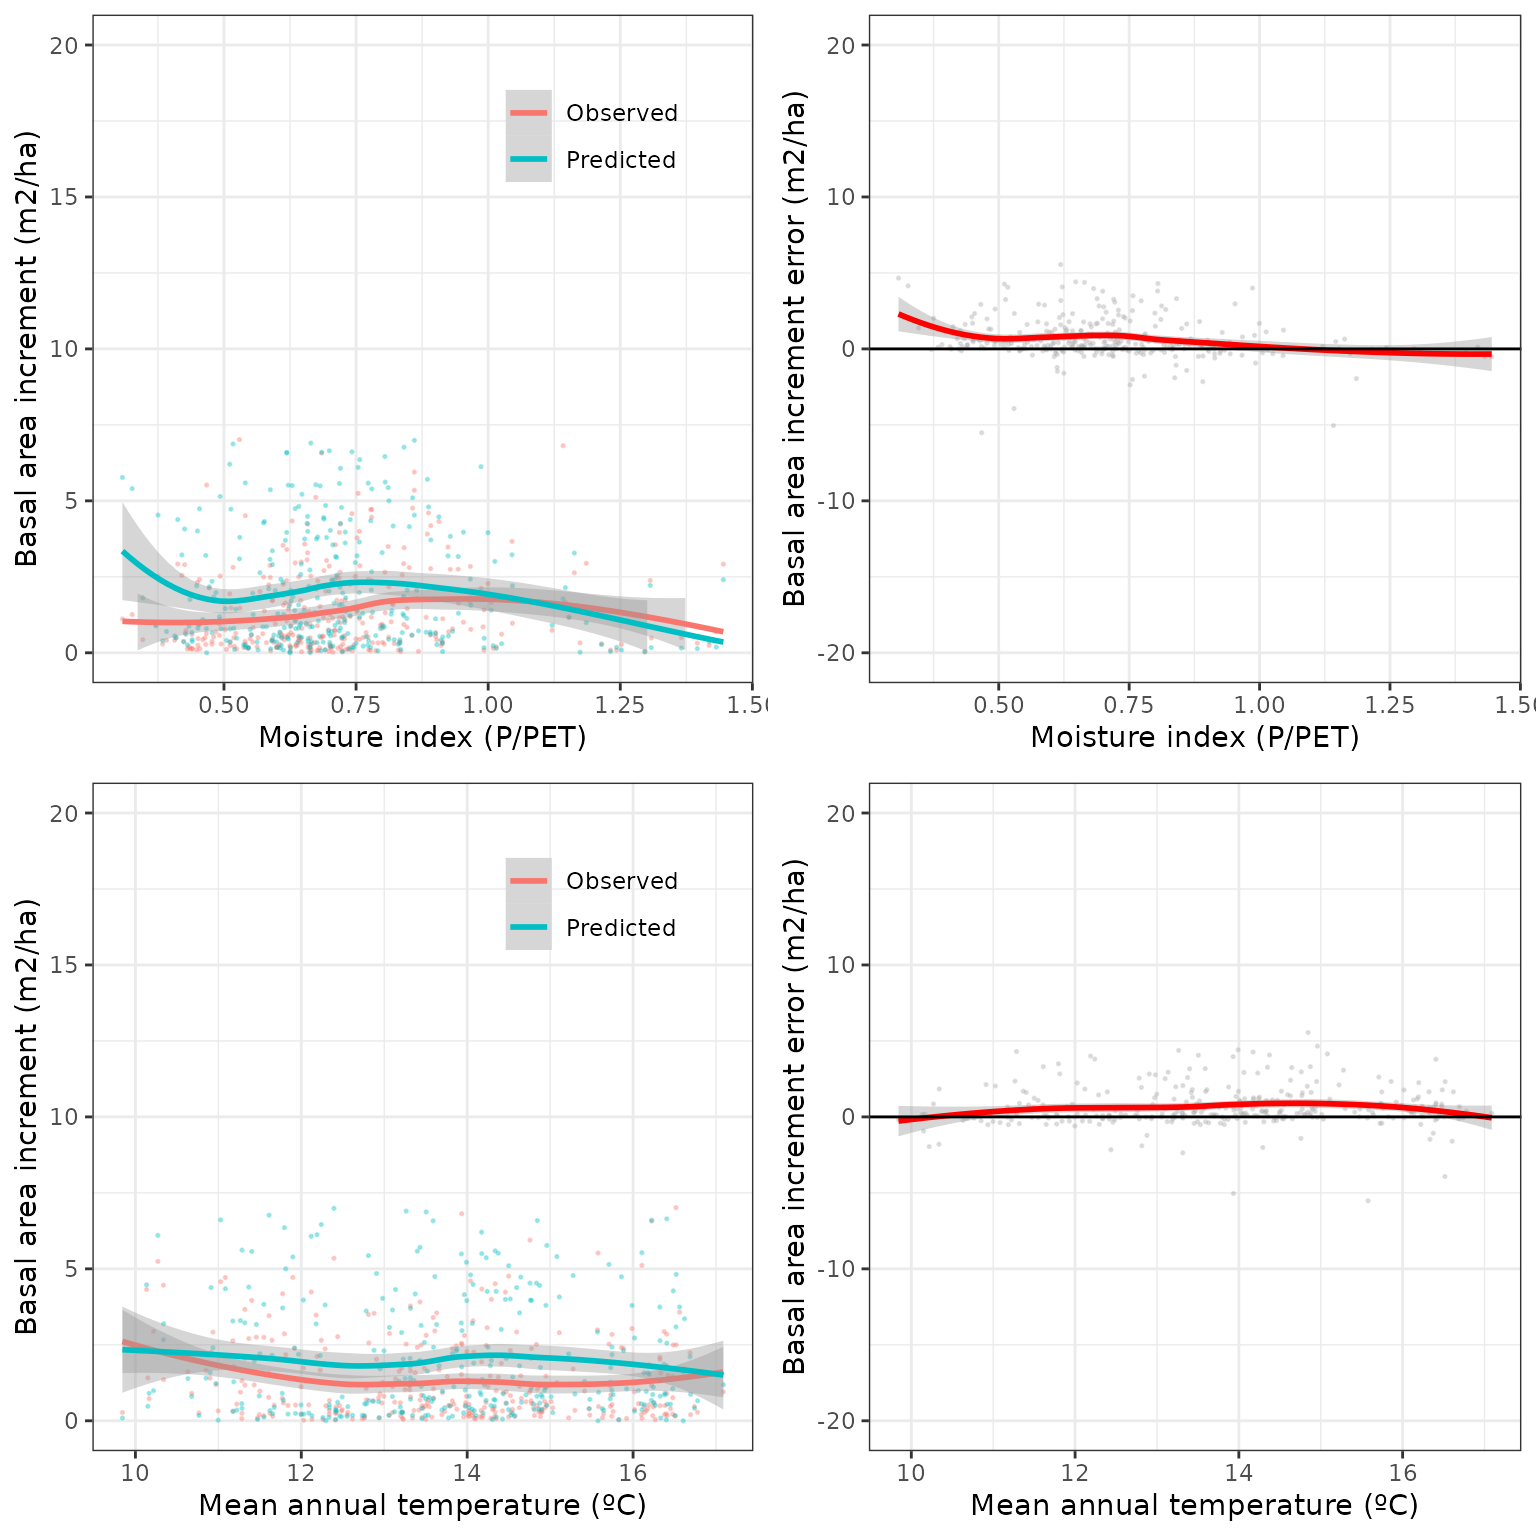 Basal area increment (m2/ha)
20
15
10
5
0
Observed
Predicted
0.50 0.75 1.00 1.25 1.50
Moisture index (P/PET)
Basal area increment error (m2/ha)
20
10
0
-10
-20
0.50 0.75 1.00 1.25 1.50
Moisture index (P/PET)
Basal area increment (m2/ha)
20
15
10
5
0
Observed
Predicted
10 12 14 16
Mean annual temperature (ºC)
Basal area increment error (m2/ha)
20
10
0
-10
-20
10 12 14 16
Mean annual temperature (ºC)